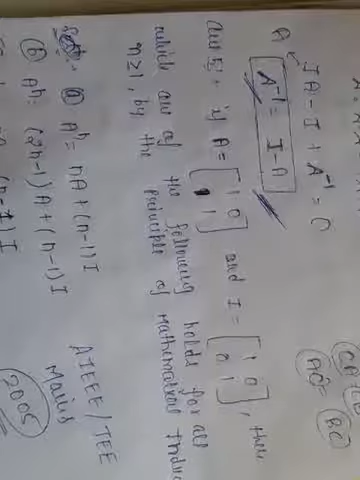 IA - I + A⁻¹ = 0
A⁻¹ = I - A
Ques 5 + if A = [1 0
1 1] and I = [1 0
0 1], then
which one of the following holds for all
n ≥ 1, by the principle of mathematical induc
(a) Aⁿ = nA + (n-1)I
(b) Aⁿ = (2n-1)A + (n-1)I
AIEEE/JEE
Mains
2005
AC
BC